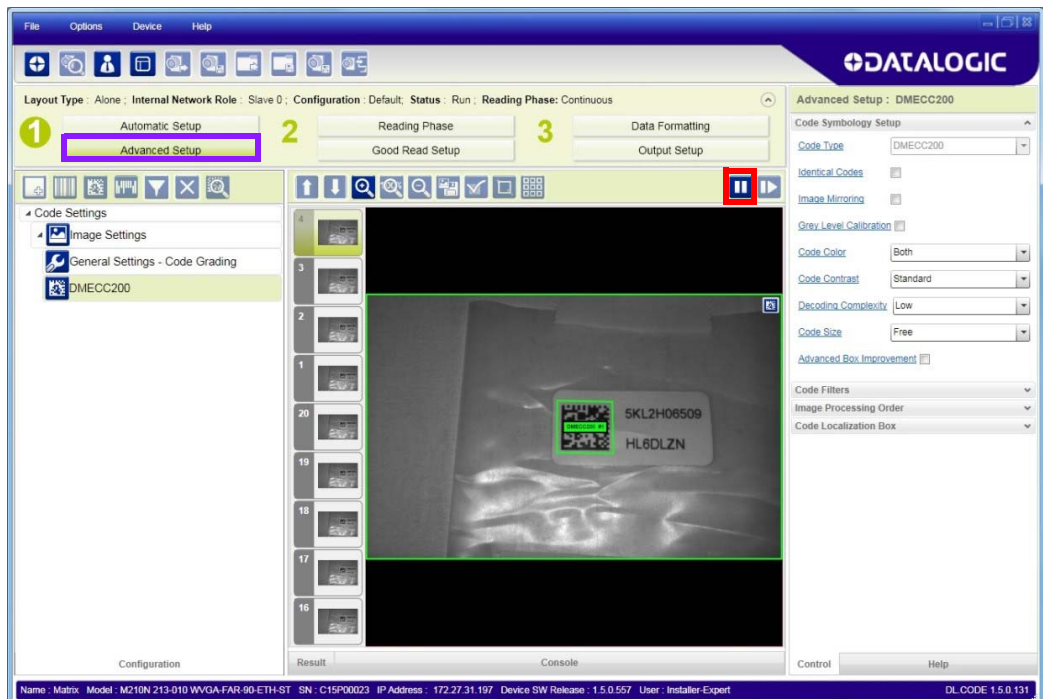 File Options Device Help
DATALOGIC
Layout Type : Alone ; Internal Network Role : Slave 0 ; Configuration : Default; Status : Run ; Reading Phase: Continuous
1 Automatic Setup
Advanced Setup
2 Reading Phase
Good Read Setup
3 Data Formatting
Output Setup
Code Settings
Image Settings
General Settings - Code Grading
DMECC200
Configuration
4
3
2
1
20
19
18
17
16
DMECC200 #1
5KL2H06509
HL6DLZN
Result Console
Advanced Setup : DMECC200
Code Symbology Setup
Code Type DMECC200
Identical Codes
Image Mirroring
Grey Level Calibration
Code Color Both
Code Contrast Standard
Decoding Complexity Low
Code Size Free
Advanced Box Improvement
Code Filters
Image Processing Order
Code Localization Box
Control Help
Name : Matrix Model : M210N 213-010 WVGA-FAR-90-ETH-ST SN : C15P00023 IP Address : 172.27.31.197 Device SW Release : 1.5.0.557 User : Installer-Expert DL.CODE 1.5.0.131